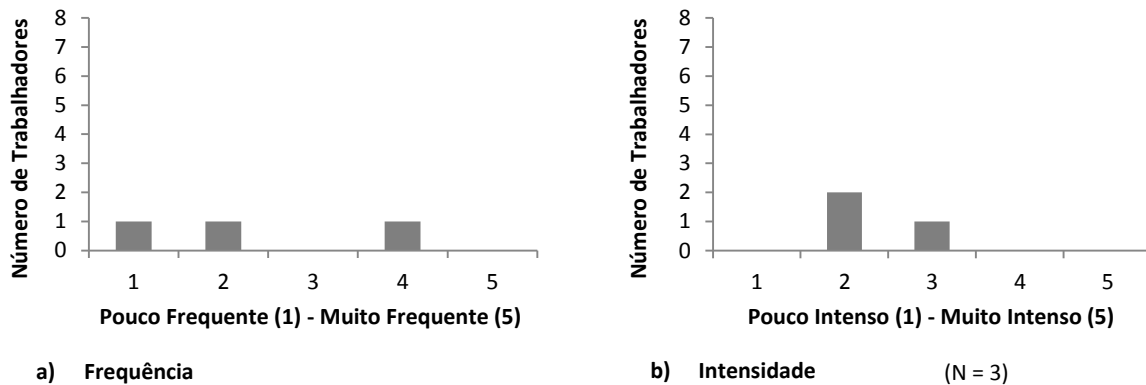 Número de Trabalhadores
8
7
6
5
4
3
2
1
0
1 2 3 4 5
Pouco Frequente (1) - Muito Frequente (5)
a) Frequência
Número de Trabalhadores
8
7
6
5
4
3
2
1
0
1 2 3 4 5
Pouco Intenso (1) - Muito Intenso (5)
b) Intensidade (N = 3)